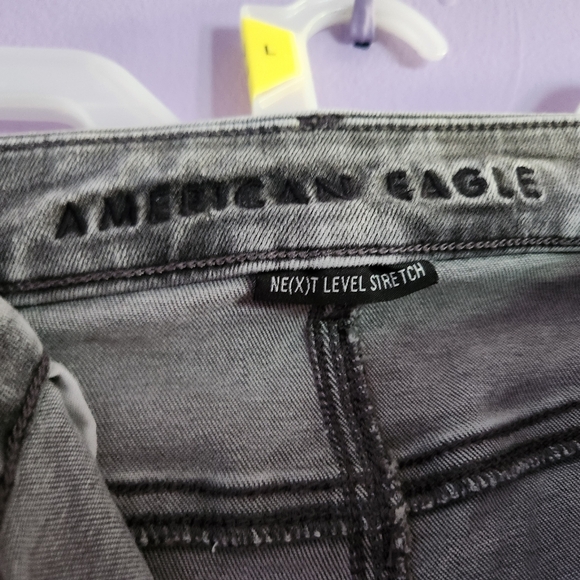 L
AMERICAN EAGLE
NE(X)T LEVEL STRETCH